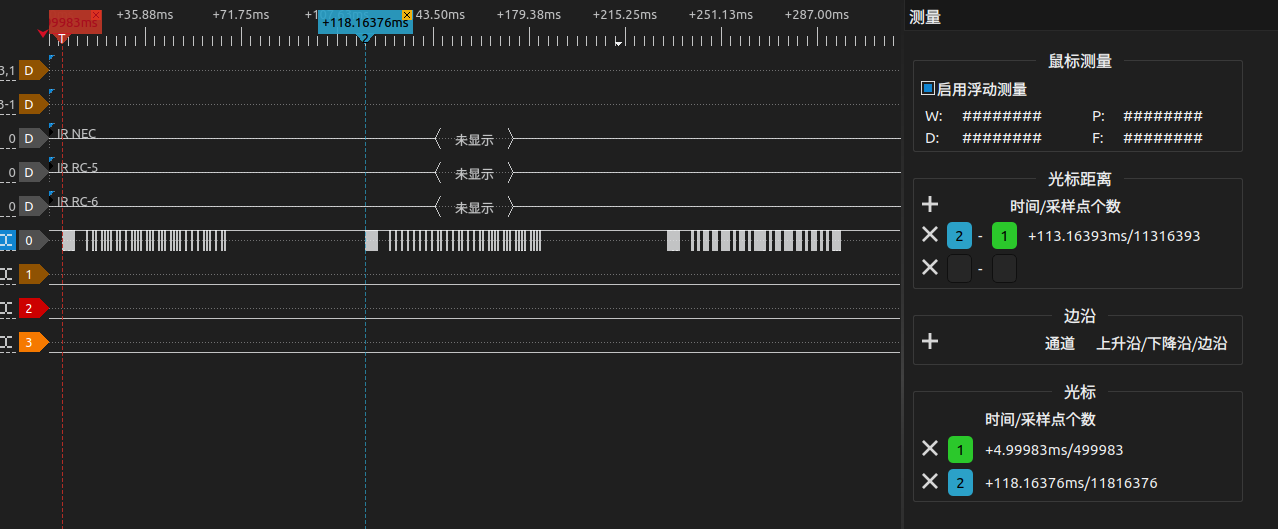 9983ms +35.88ms +71.75ms +118.16376ms 43.50ms +179.38ms +215.25ms +251.13ms +287.00ms
T 2
3,1 D
3-1 D
0 D IR NEC 未显示
0 D IR RC-5 未显示
0 D IR RC-6 未显示
0
1
2
3
测量
鼠标测量
启用浮动测量
W: ######## P: ########
D: ######## F: ########
光标距离
时间/采样点个数
2 - 1 +113.16393ms/11316393
-
边沿
通道 上升沿/下降沿/边沿
光标
时间/采样点个数
1 +4.99983ms/499983
2 +118.16376ms/11816376